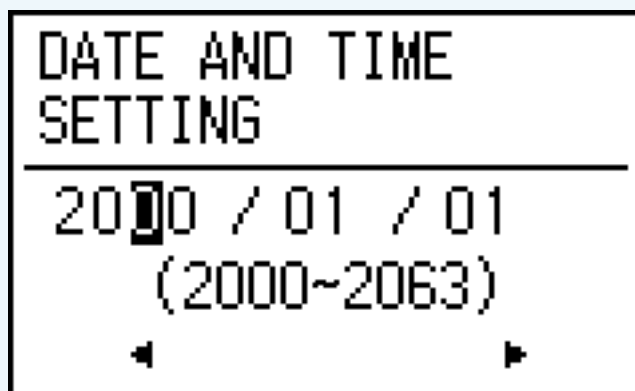 DATE AND TIME
SETTING
2000 / 01 / 01
(2000~2063)